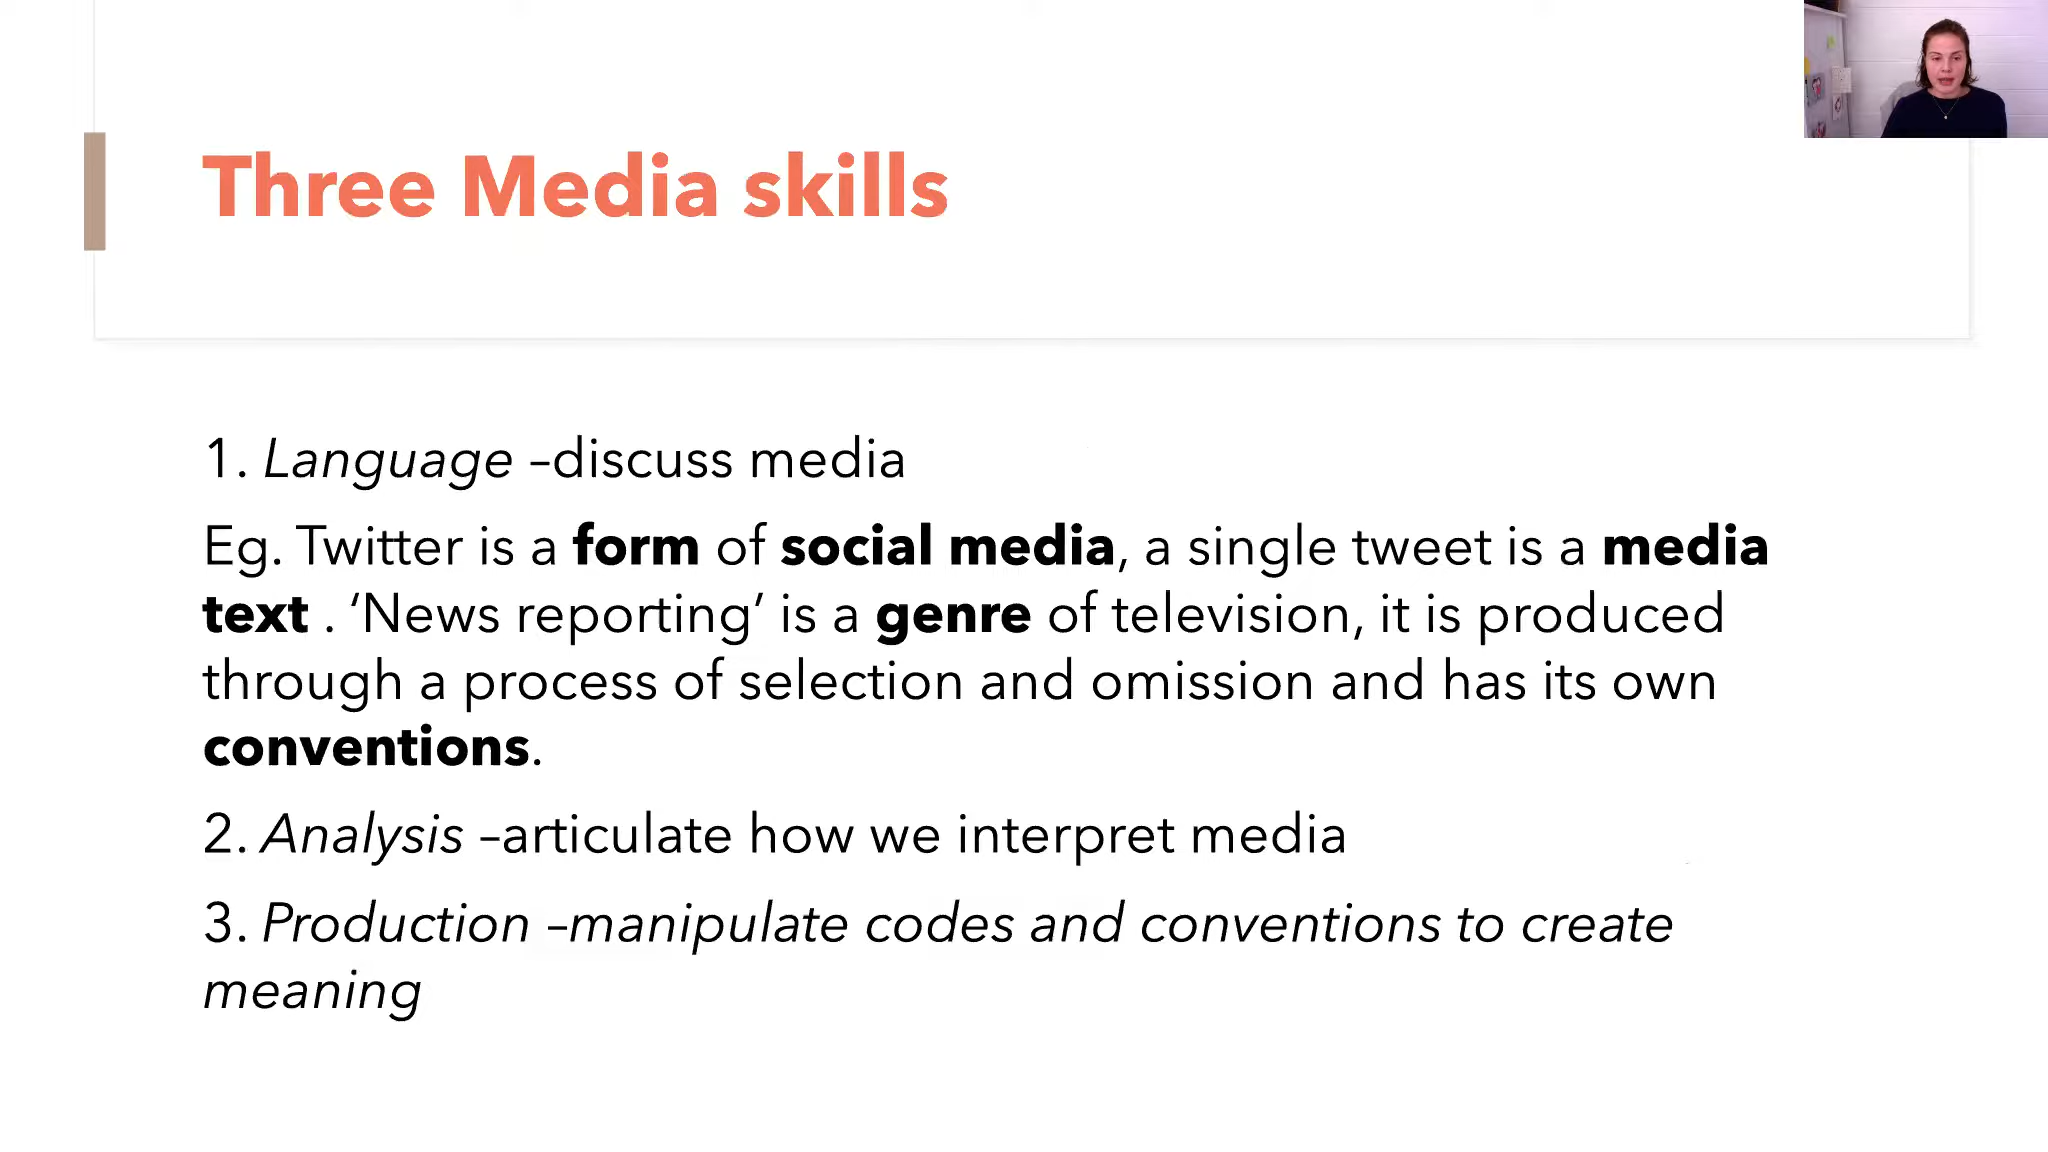 Three Media skills
1. Language –discuss media
Eg. Twitter is a form of social media, a single tweet is a media
text . ‘News reporting’ is a genre of television, it is produced
through a process of selection and omission and has its own
conventions.
2. Analysis –articulate how we interpret media
3. Production –manipulate codes and conventions to create
meaning